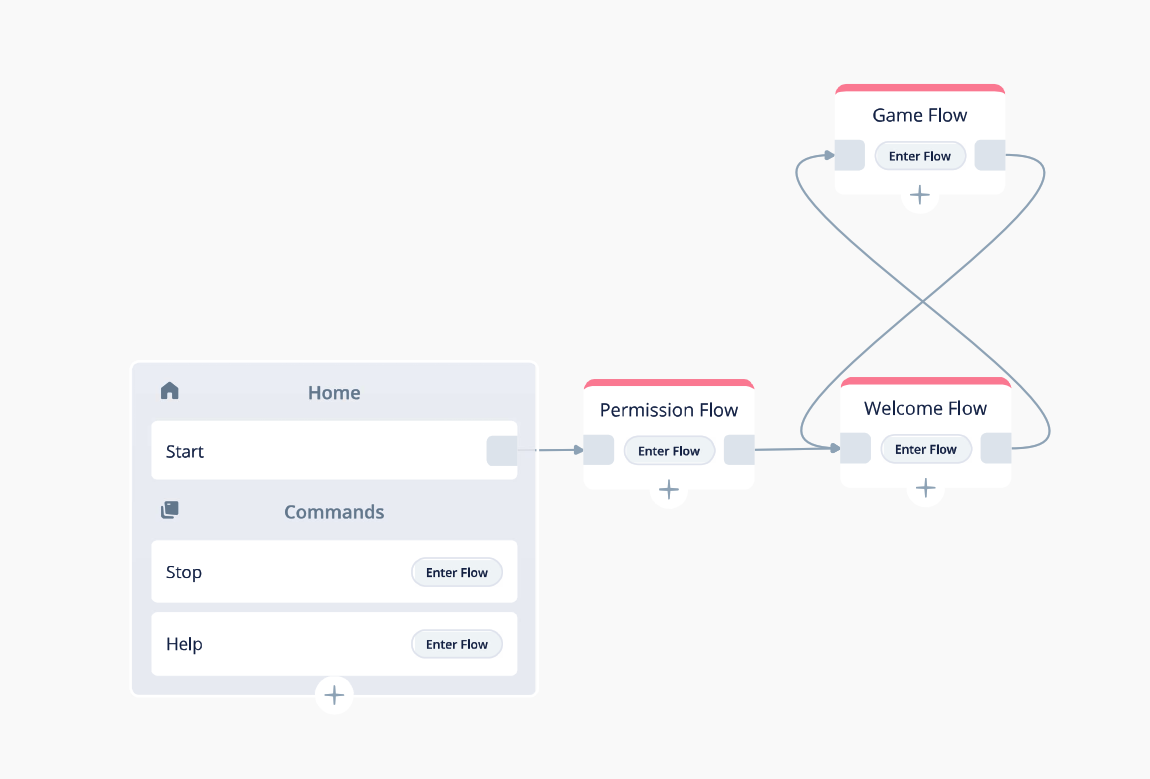 Game Flow
Enter Flow
Home
Start
Permission Flow
Enter Flow
Welcome Flow
Enter Flow
Commands
Stop
Enter Flow
Help
Enter Flow